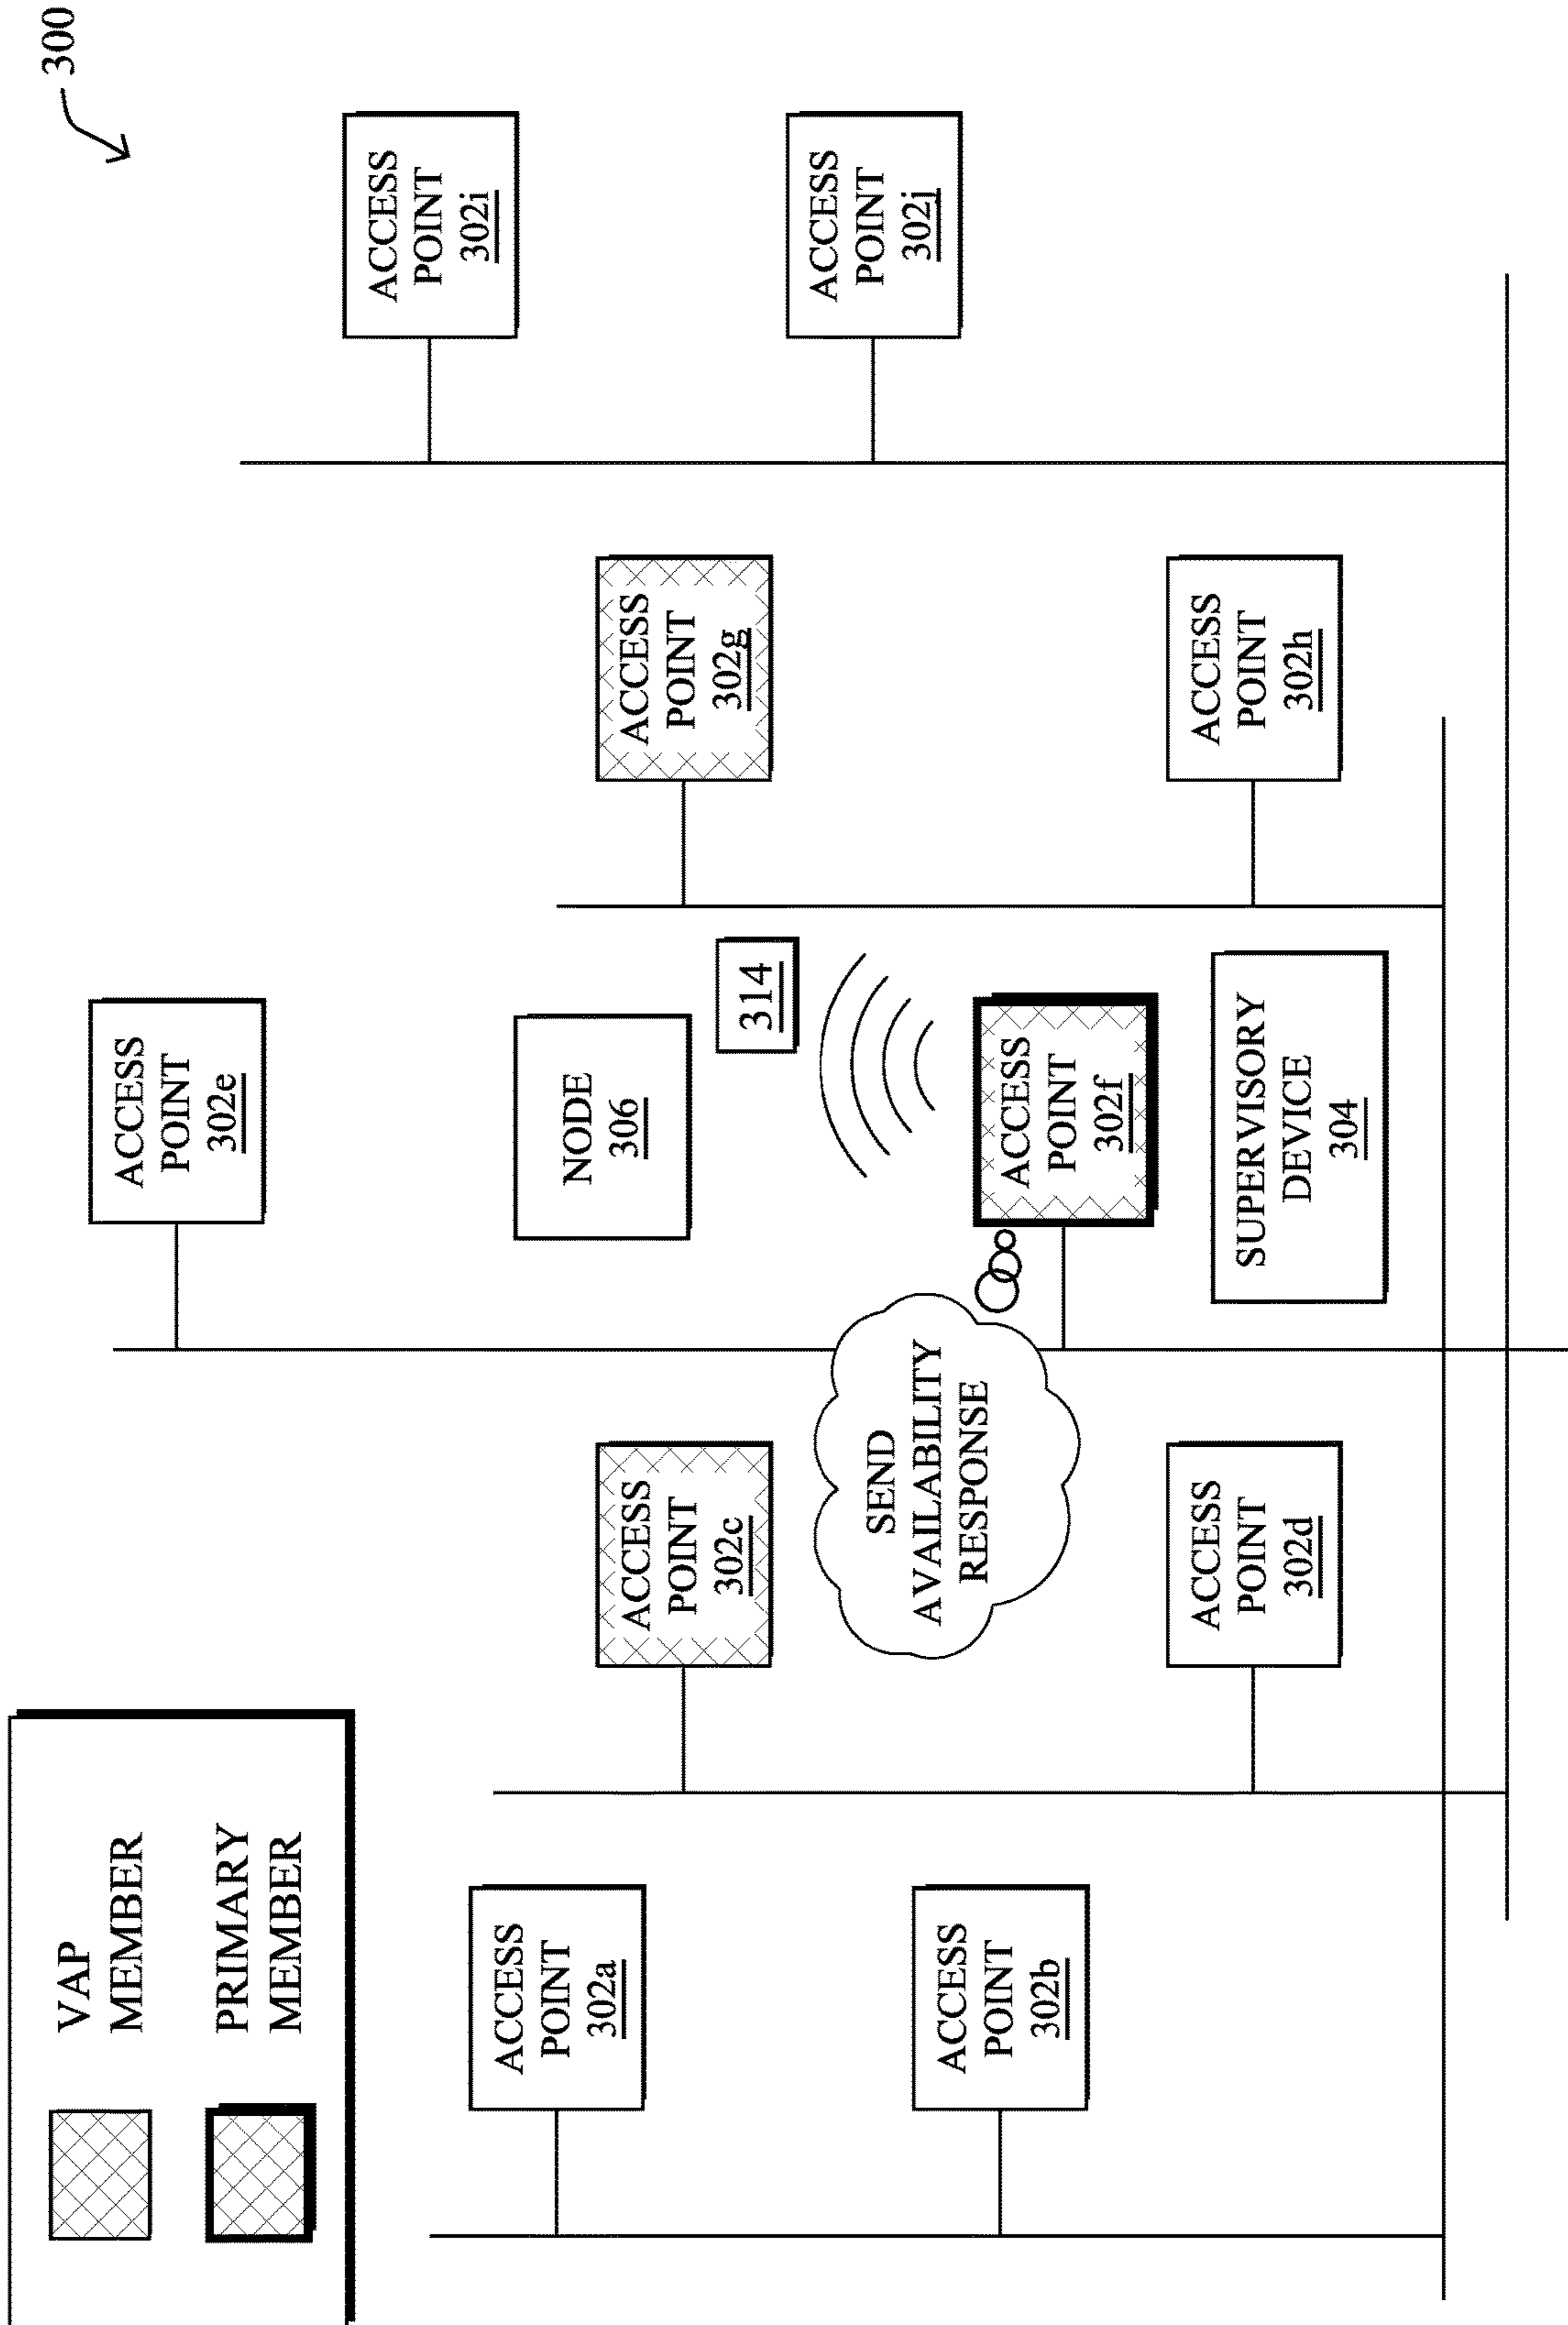 300
VAP
MEMBER
PRIMARY
MEMBER
ACCESS
POINT
302e
ACCESS
POINT
302i
ACCESS
POINT
302a
NODE
306
ACCESS
POINT
302c
ACCESS
POINT
302g
314
ACCESS
POINT
302j
SEND
AVAILABILITY
RESPONSE
ACCESS
POINT
302b
ACCESS
POINT
302f
ACCESS
POINT
302d
SUPERVISORY
DEVICE
304
ACCESS
POINT
302h